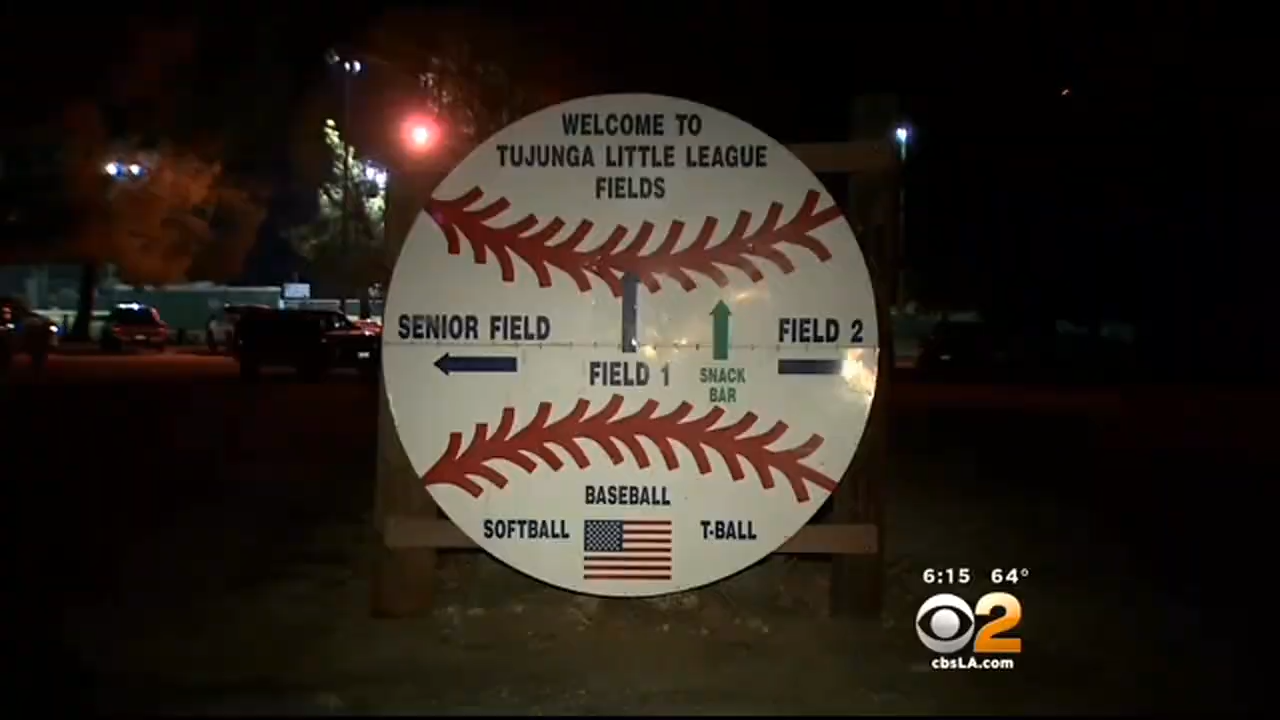 WELCOME TO
TUJUNGA LITTLE LEAGUE
FIELDS
SENIOR FIELD
FIELD 2
FIELD 1
SNACK
BAR
BASEBALL
SOFTBALL
T-BALL
6:15 64°
2
cbsLA.com